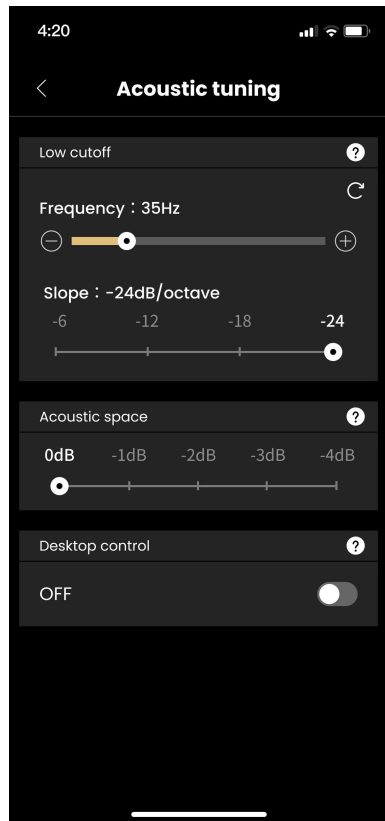 4:20
Acoustic tuning
Low cutoff ?
Frequency : 35Hz
Slope : -24dB/octave
-6 -12 -18 -24
Acoustic space ?
0dB -1dB -2dB -3dB -4dB
Desktop control ?
OFF